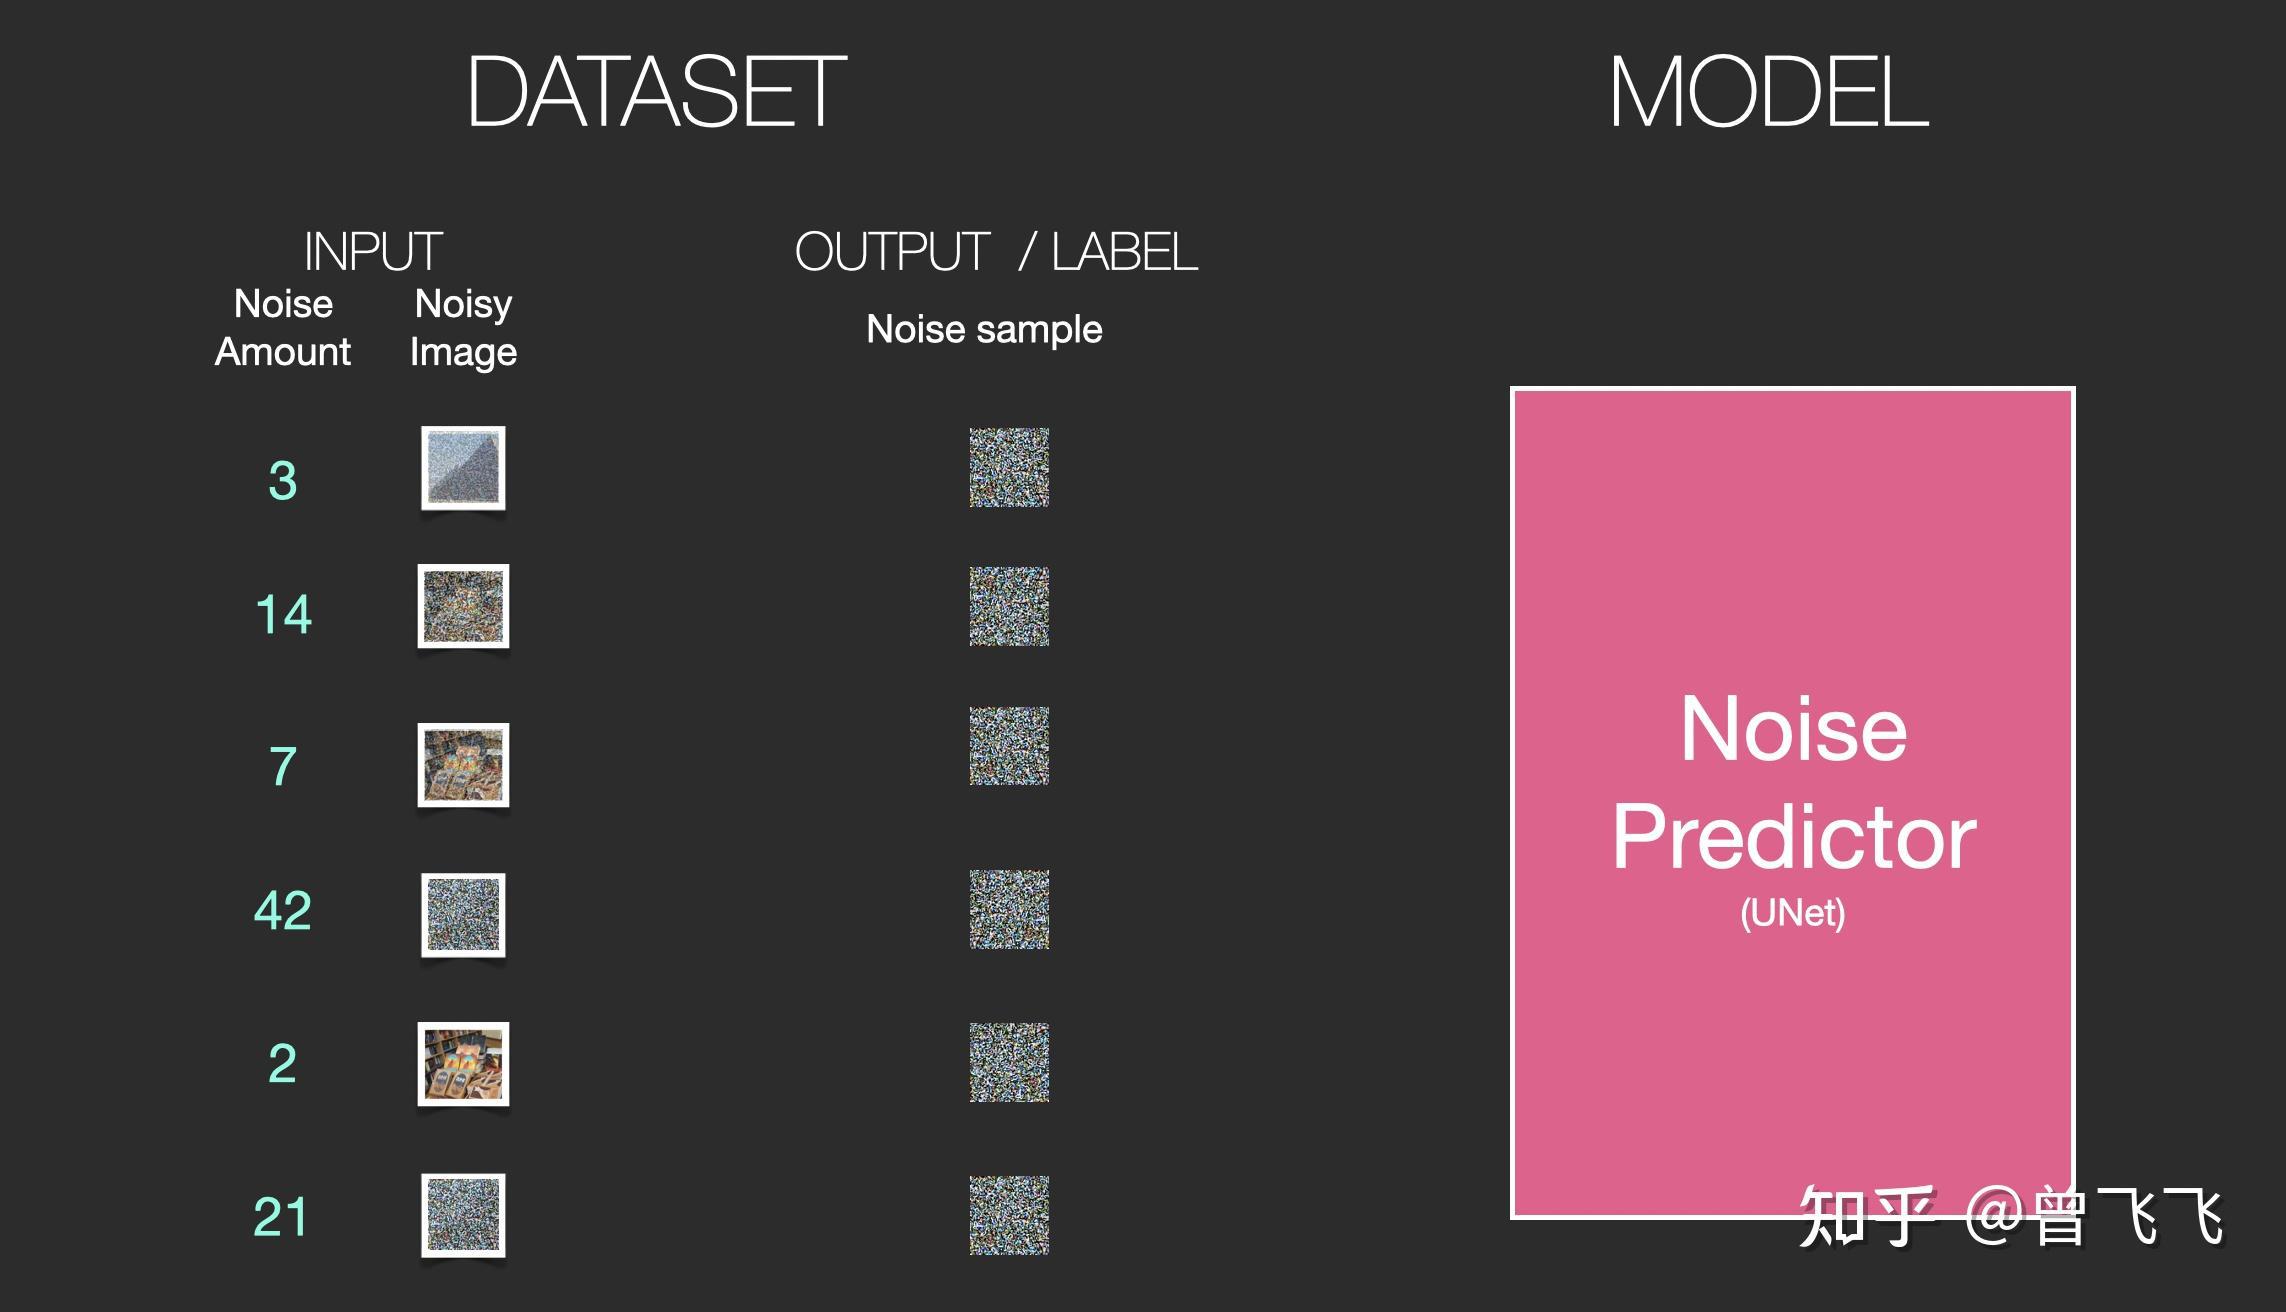 DATASET
MODEL
INPUT
OUTPUT / LABEL
Noise
Amount
Noisy
Image
Noise sample
3
14
7
42
2
21
Noise
Predictor
(UNet)
知乎 @曾飞飞